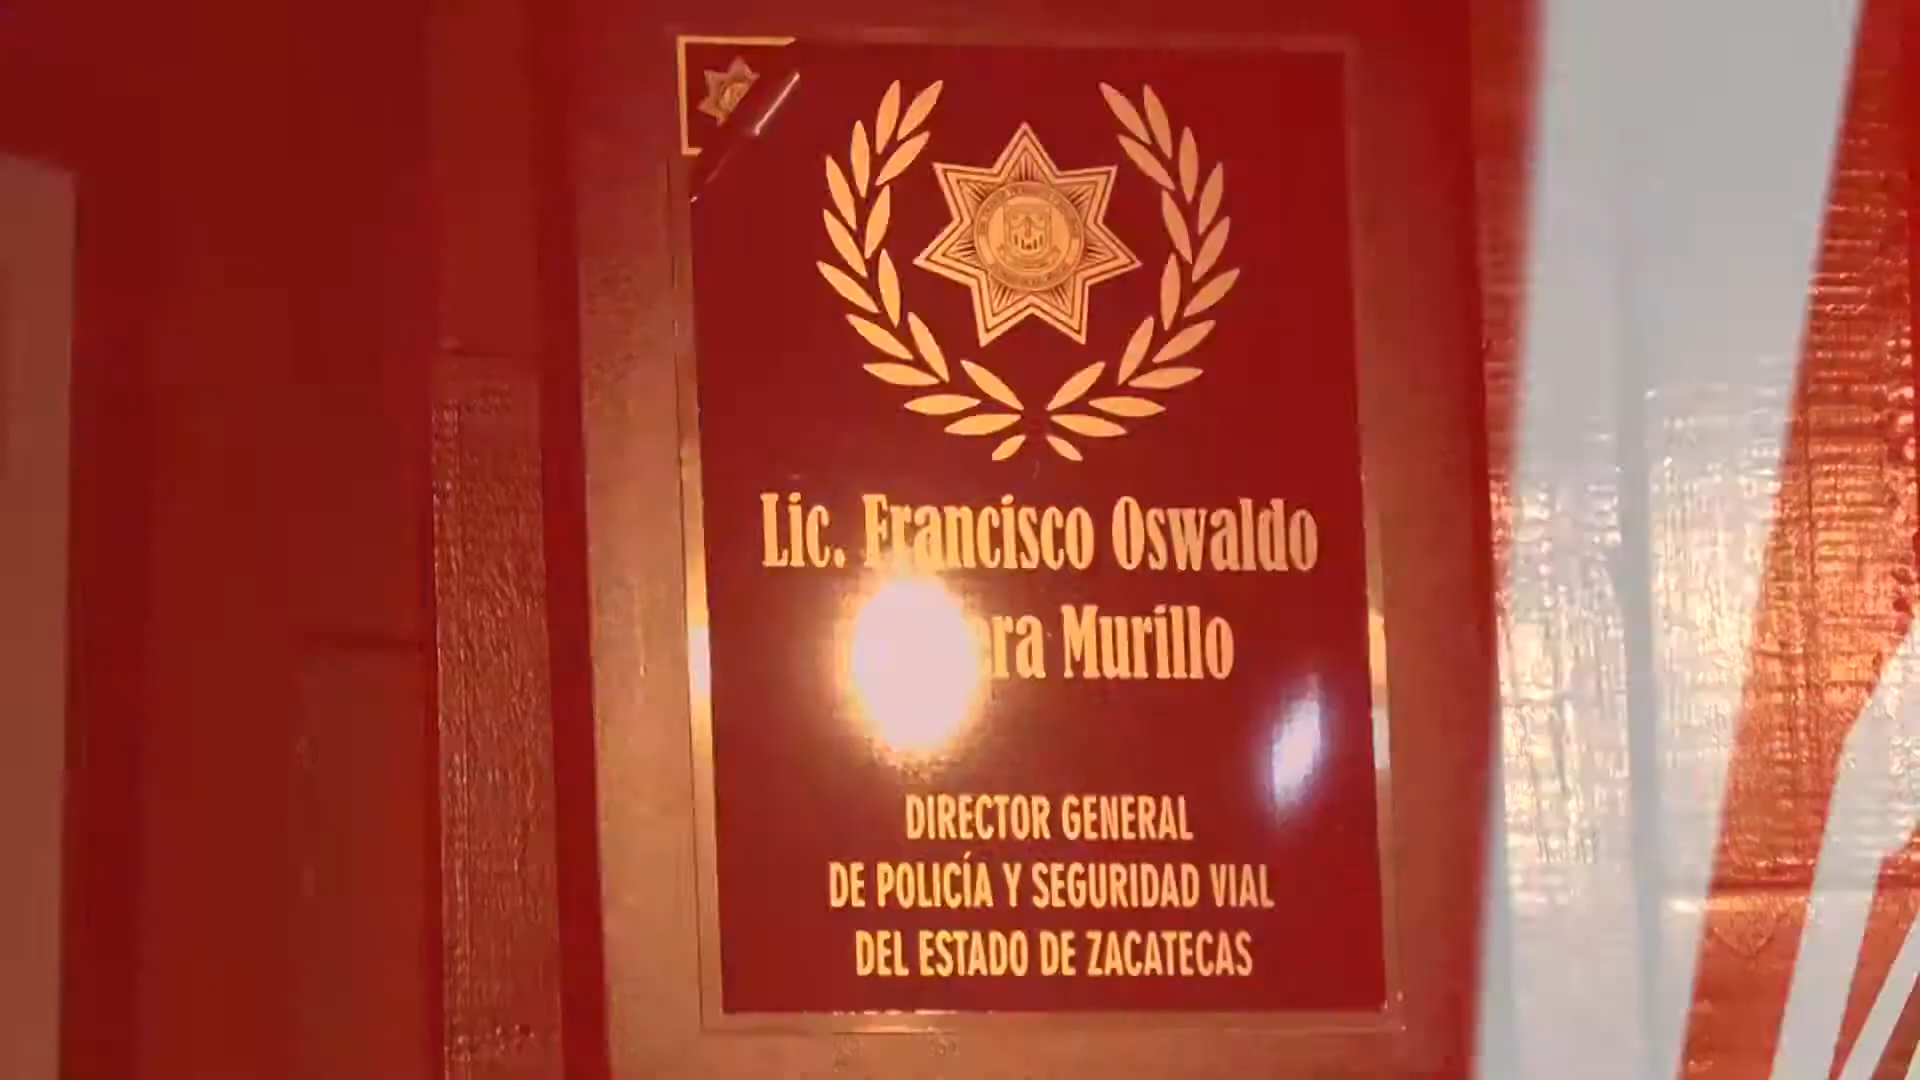 Lic. Francisco Oswaldo
Murillo
DIRECTOR GENERAL
DE POLICÍA Y SEGURIDAD VIAL
DEL ESTADO DE ZACATECAS